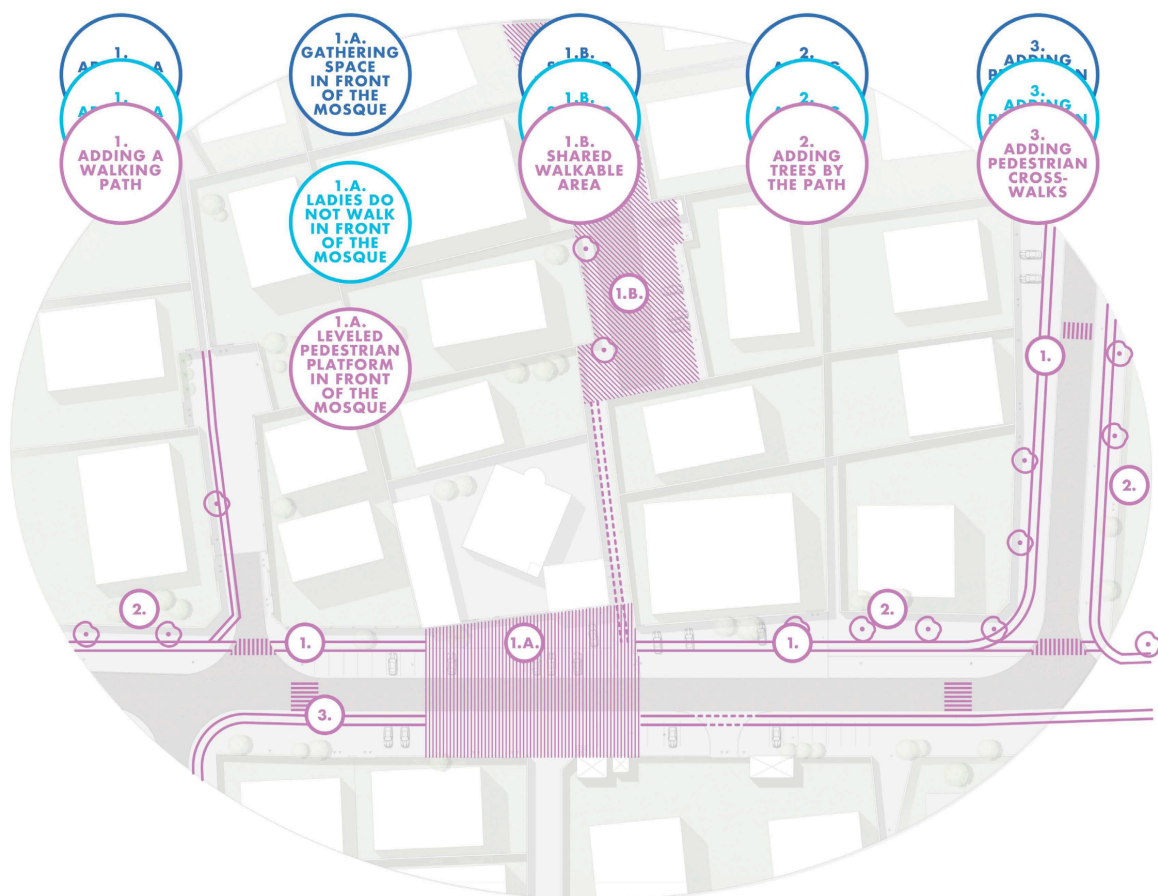 1.
1.A.
GATHERING
SPACE
IN FRONT
OF THE
MOSQUE
1.B.
2.
3.
ADDING
1.
1.B.
2.
3.
ADDING
1.
ADDING A
WALKING
PATH
1.A.
LADIES DO
NOT WALK
IN FRONT
OF THE
MOSQUE
1.B.
SHARED
WALKABLE
AREA
2.
ADDING
TREES BY
THE PATH
3.
ADDING
PEDESTRIAN
CROSS-
WALKS
1.A.
LEVELED
PEDESTRIAN
PLATFORM
IN FRONT
OF THE
MOSQUE
1.B.
1.
2.
2.
2.
1.
1.A.
1.
3.